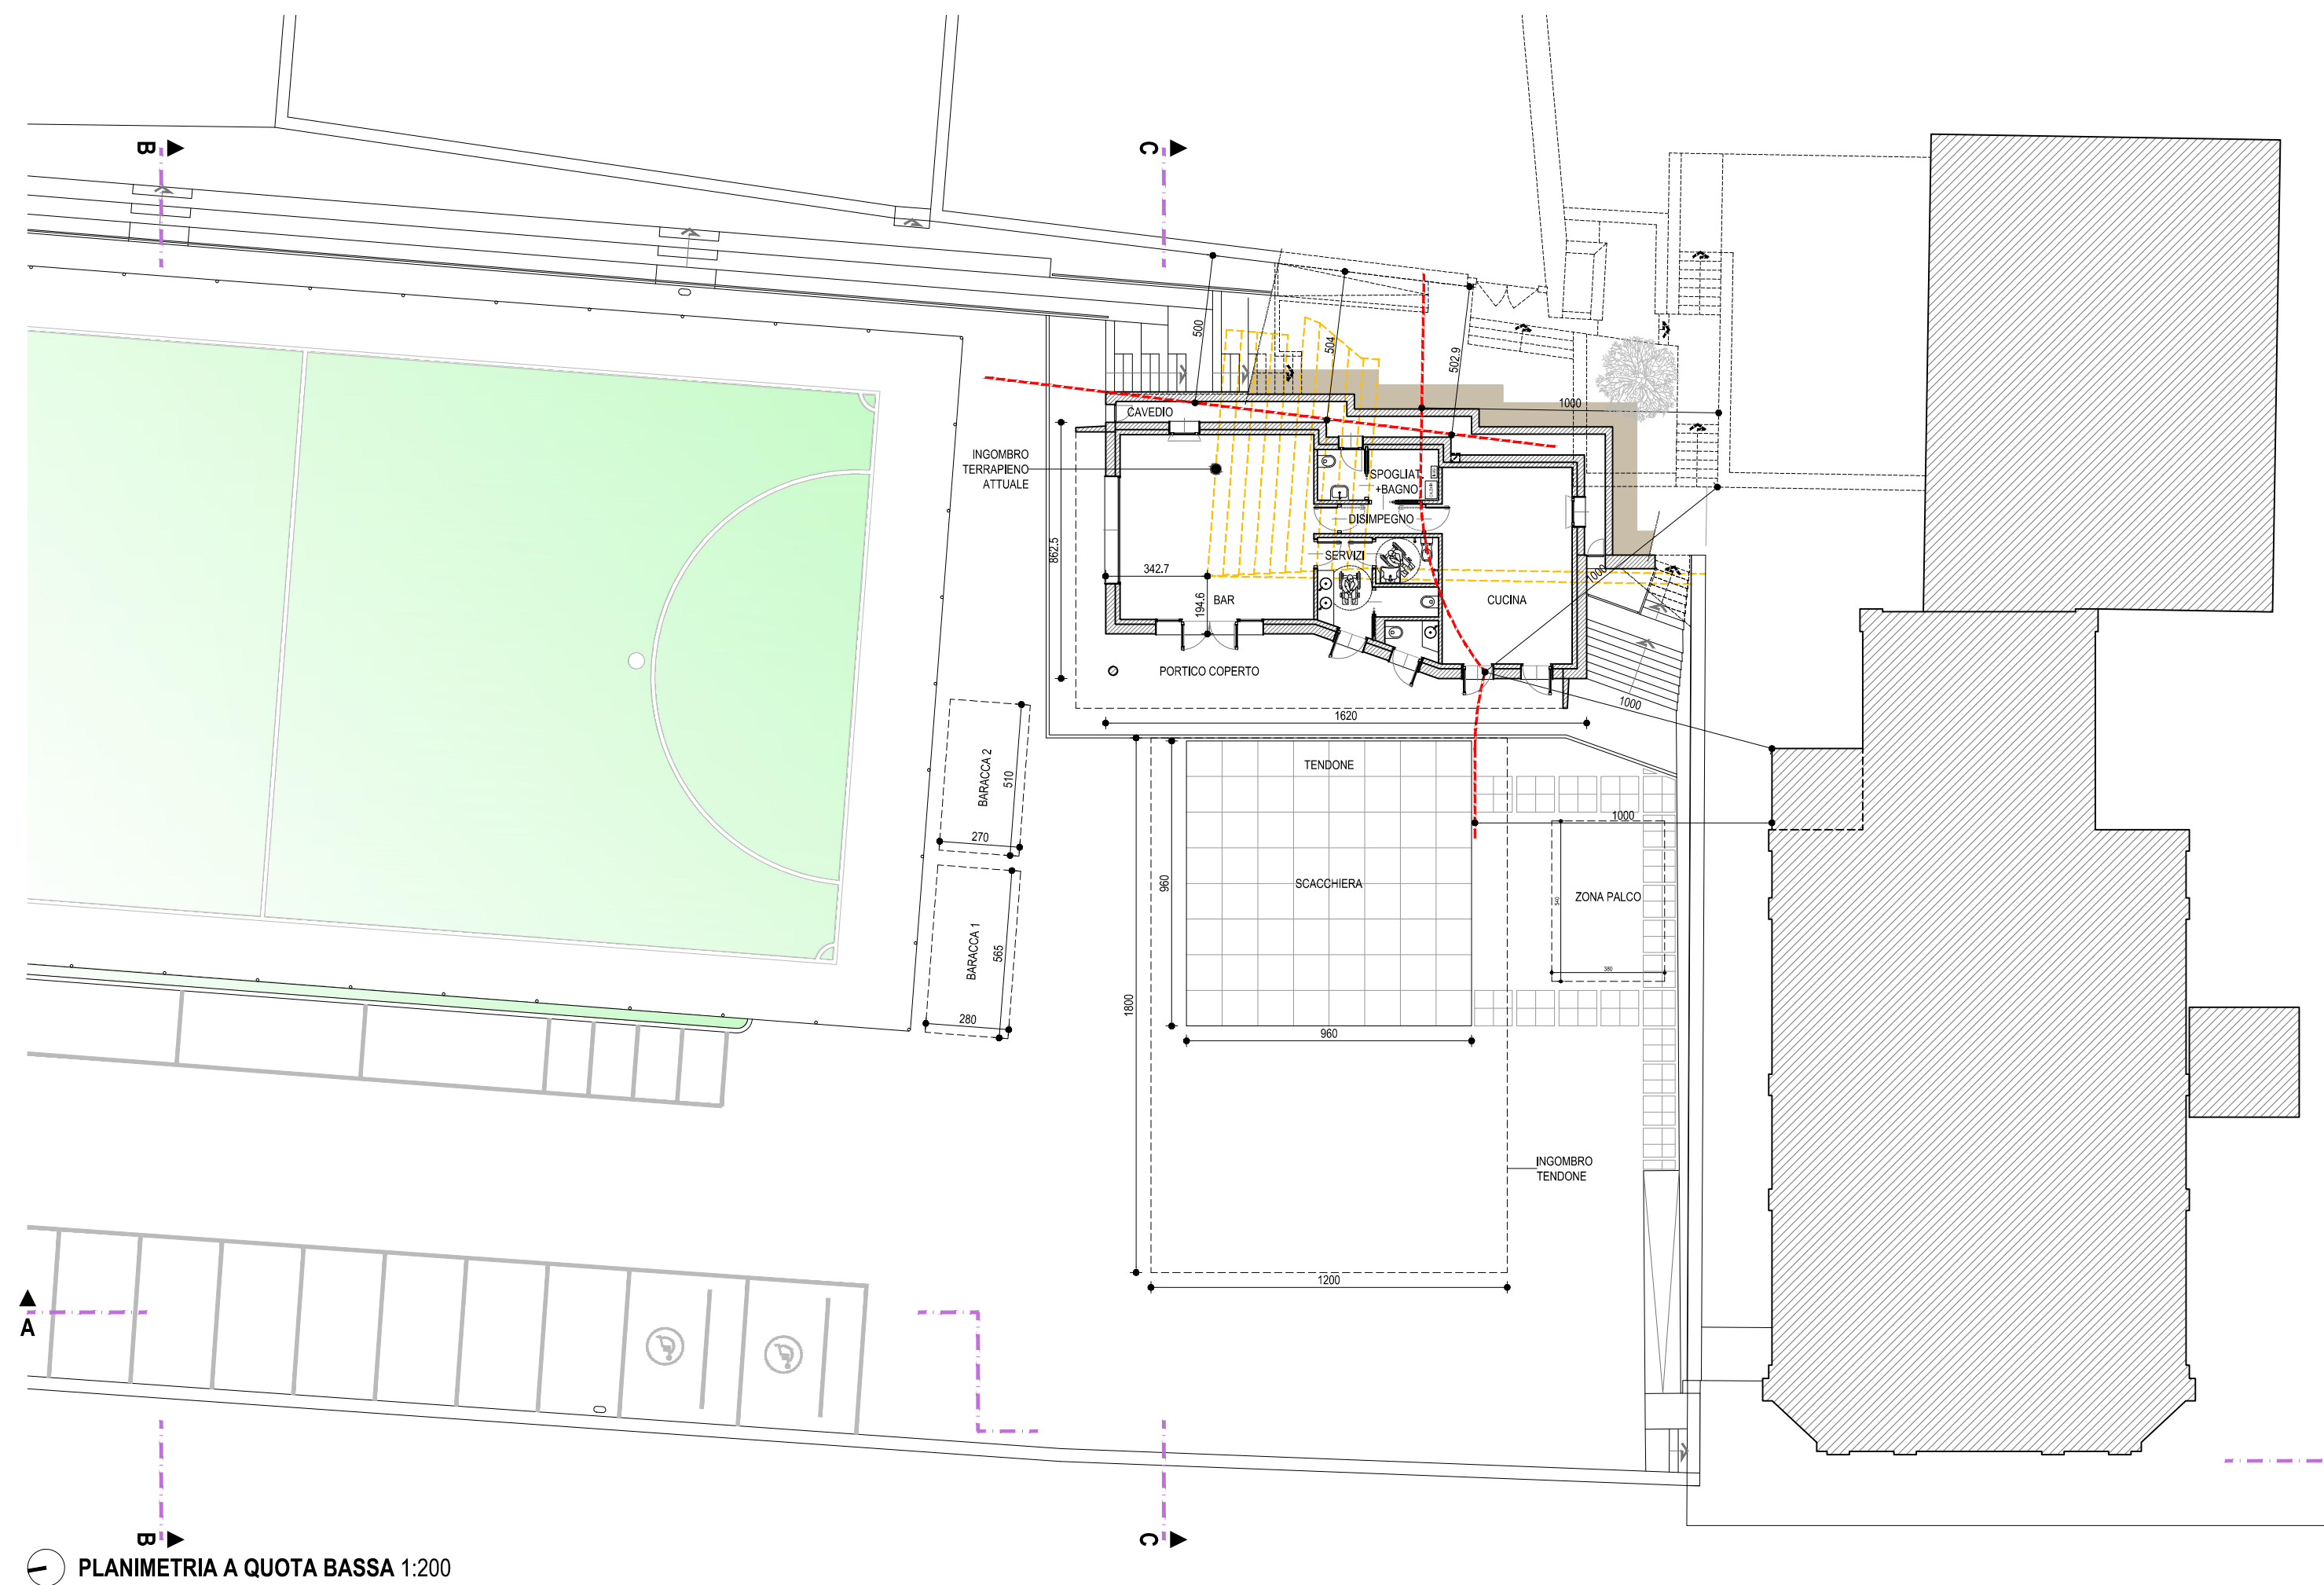 B
C
500
504
502.9
1000
CAVEDIO
INGOMBRO
TERRAPIENO
ATTUALE
SPOGLIAT.
+BAGNO
DISIMPEGNO
SERVIZI
862.5
342.7
194.6
BAR
CUCINA
1000
PORTICO COPERTO
1000
1620
BARACCA 2
510
270
TENDONE
1000
960
SCACCHIERA
ZONA PALCO
540
380
BARACCA 1
565
280
1800
960
INGOMBRO
TENDONE
1200
A
B
C
PLANIMETRIA A QUOTA BASSA 1:200